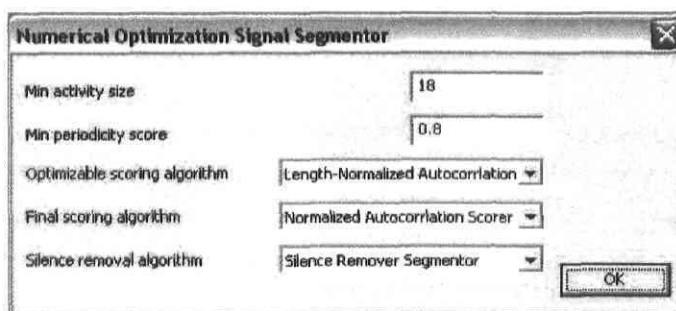 Numerical Optimization Signal Segmentor
Min activity size 18
Min periodicity score 0.8
Optimizable scoring algorithm Length-Normalized Autocorrlation
Final scoring algorithm Normalized Autocorrlation Scorer
Silence removal algorithm Silence Remover Segmentor
OK